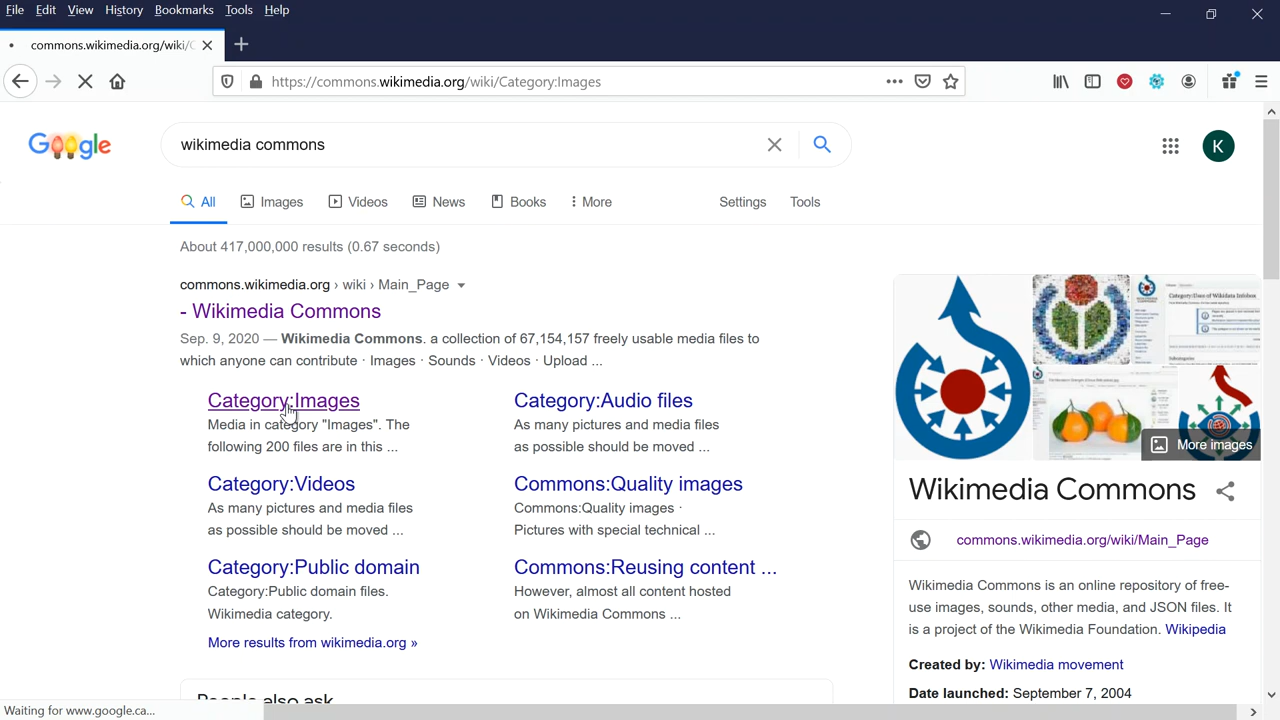 File Edit View History Bookmarks Tools Help
commons.wikimedia.org/wiki/C
https://commons.wikimedia.org/wiki/Category:Images
Google
wikimedia commons
K
All Images Videos News Books More Settings Tools
About 417,000,000 results (0.67 seconds)
commons.wikimedia.org › wiki › Main_Page
- Wikimedia Commons
Sep. 9, 2020 — Wikimedia Commons. a collection of 67,154,157 freely usable media files to
which anyone can contribute · Images · Sounds · Videos · Upload ...
Category:Images
Media in category "Images". The
following 200 files are in this ...
Category:Audio files
As many pictures and media files
as possible should be moved ...
Category:Videos
As many pictures and media files
as possible should be moved ...
Commons:Quality images
Commons:Quality images ·
Pictures with special technical ...
Category:Public domain
Category:Public domain files.
Wikimedia category.
Commons:Reusing content ...
However, almost all content hosted
on Wikimedia Commons ...
More results from wikimedia.org »
People also ask
More images
Wikimedia Commons
commons.wikimedia.org/wiki/Main_Page
Wikimedia Commons is an online repository of free-
use images, sounds, other media, and JSON files. It
is a project of the Wikimedia Foundation. Wikipedia
Created by: Wikimedia movement
Date launched: September 7, 2004
Waiting for www.google.ca...